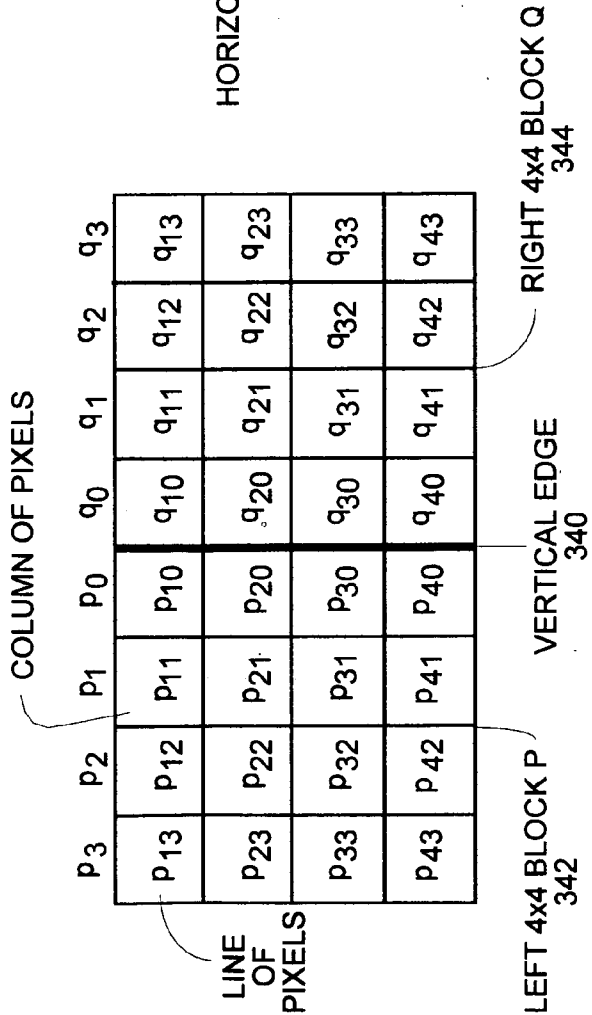 COLUMN OF PIXELS
p3 p2 p1 p0 q0 q1 q2 q3
p13 p12 p11 p10 q10 q11 q12 q13
p23 p22 p21 p20 q20 q21 q22 q23
p33 p32 p31 p30 q30 q31 q32 q33
p43 p42 p41 p40 q40 q41 q42 q43
LINE
OF
PIXELS
LEFT 4x4 BLOCK P
342
VERTICAL EDGE
340
RIGHT 4x4 BLOCK Q
344
HORIZO